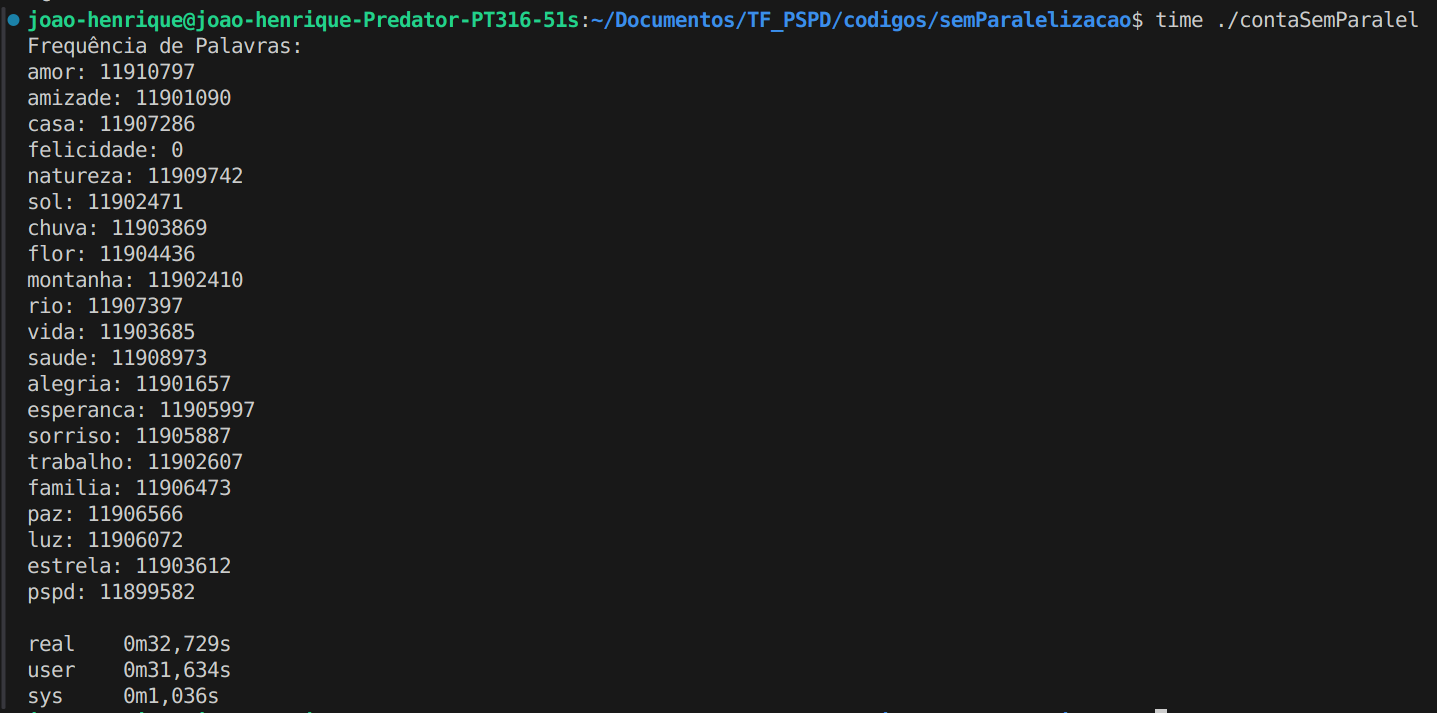 joao-henrique@joao-henrique-Predator-PT316-51s:~/Documentos/TF_PSPD/codigos/semParalelizacao$ time ./contaSemParalel
Frequência de Palavras:
amor: 11910797
amizade: 11901090
casa: 11907286
felicidade: 0
natureza: 11909742
sol: 11902471
chuva: 11903869
flor: 11904436
montanha: 11902410
rio: 11907397
vida: 11903685
saude: 11908973
alegria: 11901657
esperanca: 11905997
sorriso: 11905887
trabalho: 11902607
familia: 11906473
paz: 11906566
luz: 11906072
estrela: 11903612
pspd: 11899582
real 0m32,729s
user 0m31,634s
sys 0m1,036s